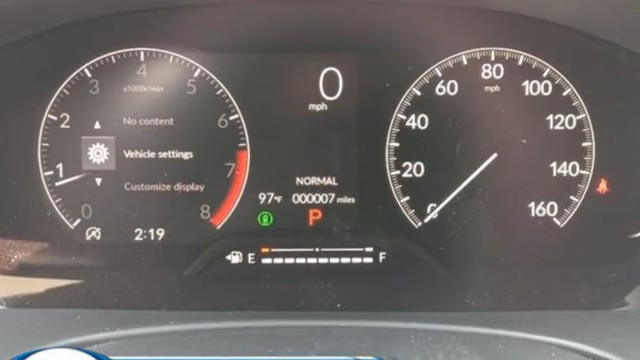 0
1
2
3
4
5
6
7
8
x1000r/min
No content
Vehicle settings
Customize display
2:19
0
mph
NORMAL
97°F 000007 miles
P
E F
0
20
40
60
80
100
120
140
160
mph